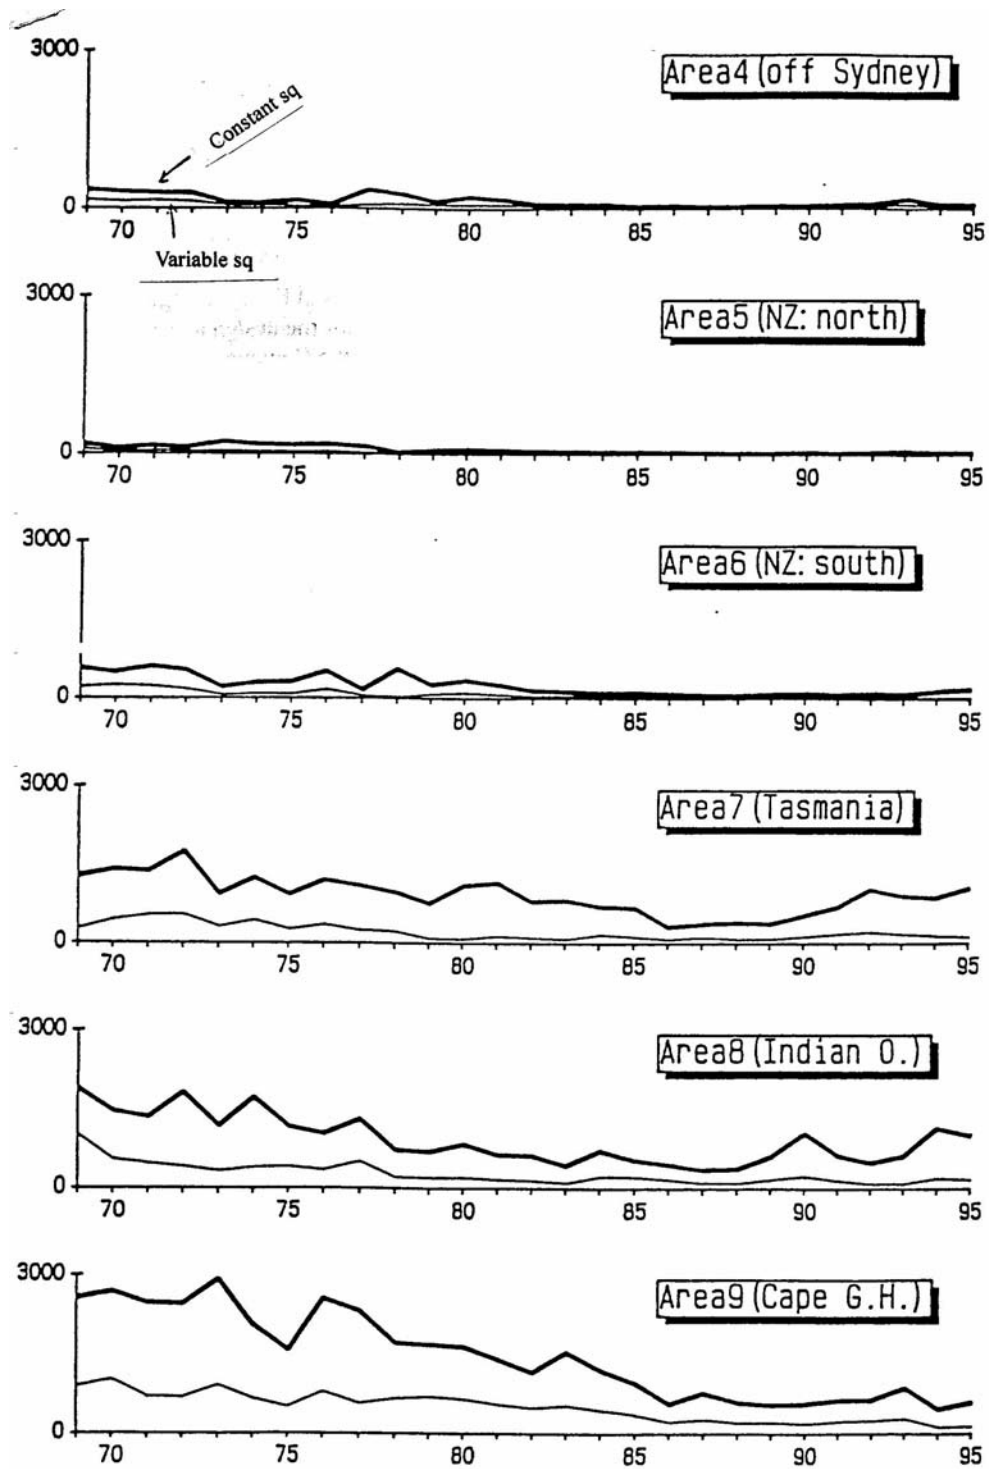 3000
Area4 (off Sydney)
Constant sq
0
70 75 80 85 90 95
Variable sq
3000
Area5 (NZ: north)
0
70 75 80 85 90 95
3000
Area6 (NZ: south)
0
70 75 80 85 90 95
3000
Area7 (Tasmania)
0
70 75 80 85 90 95
3000
Area8 (Indian O.)
0
70 75 80 85 90 95
3000
Area9 (Cape G.H.)
0
70 75 80 85 90 95